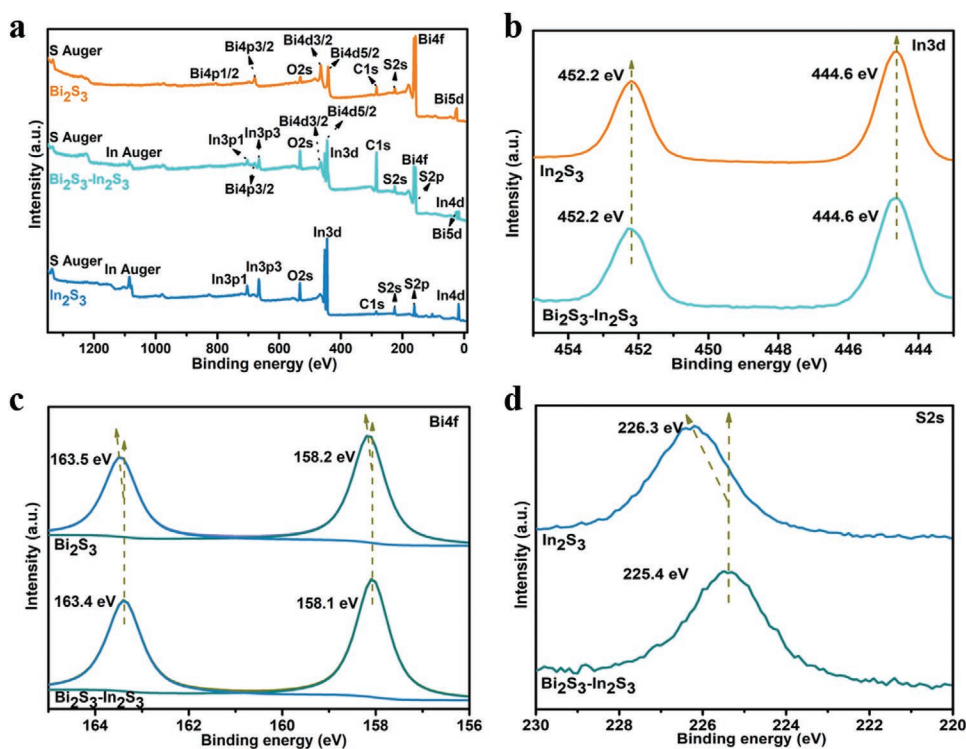 a
S Auger
Bi4p1/2
Bi4p3/2
O2s
Bi4d3/2
Bi4d5/2
C1s
S2s
Bi4f
Bi5d
Bi2S3
S Auger
In Auger
In3p1
In3p3
Bi4p3/2
O2s
Bi4d3/2
Bi4d5/2
In3d
C1s
S2s
Bi4f
S2p
In4d
Bi5d
Bi2S3-In2S3
S Auger
In Auger
In3p1
In3p3
O2s
In3d
C1s
S2s
S2p
In4d
In2S3
Intensity (a.u.)
1200 1000 800 600 400 200 0
Binding energy (eV)
b
In3d
452.2 eV
444.6 eV
In2S3
452.2 eV
444.6 eV
Bi2S3-In2S3
Intensity (a.u.)
454 452 450 448 446 444
Binding energy (eV)
c
Bi4f
163.5 eV
158.2 eV
Bi2S3
163.4 eV
158.1 eV
Bi2S3-In2S3
Intensity (a.u.)
164 162 160 158 156
Binding energy (eV)
d
S2s
226.3 eV
In2S3
225.4 eV
Bi2S3-In2S3
Intensity (a.u.)
230 228 226 224 222 220
Binding energy (eV)